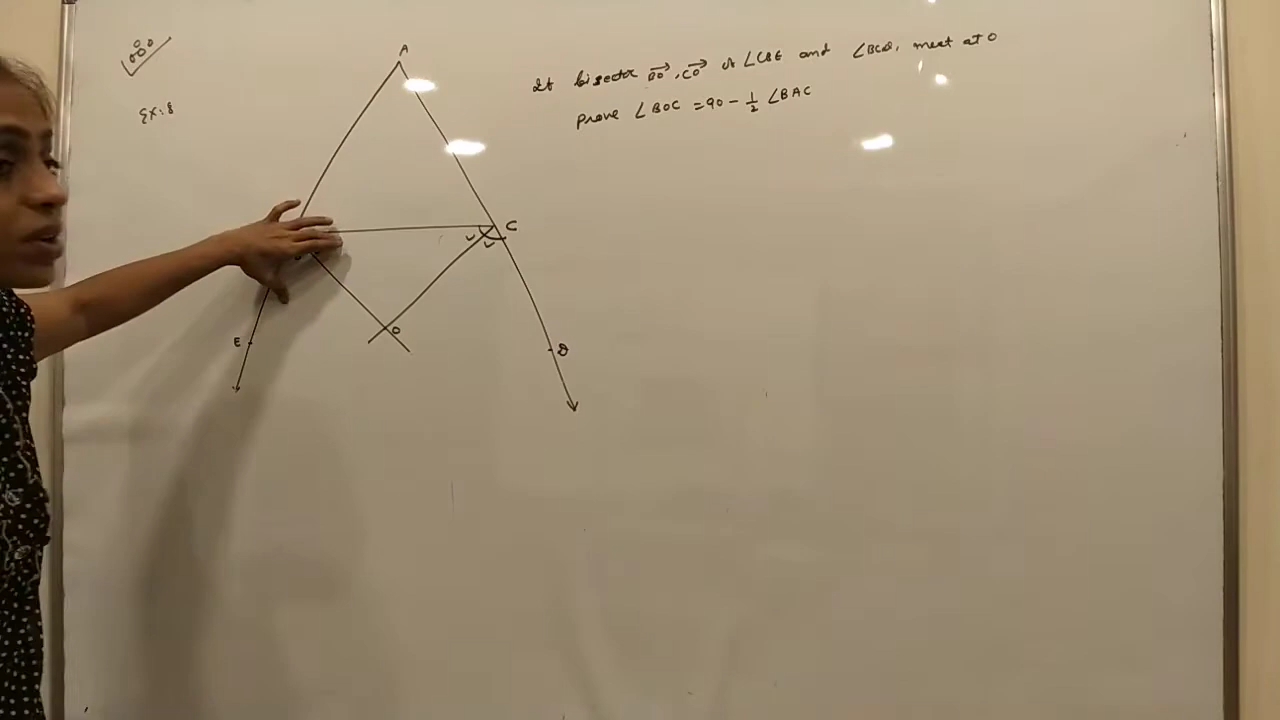 Ex:8
If bisector BO, CO of ∠CBE and ∠BCD, meet at O
prove ∠BOC = 90 - 1/2 ∠BAC
A
C
E
O
D